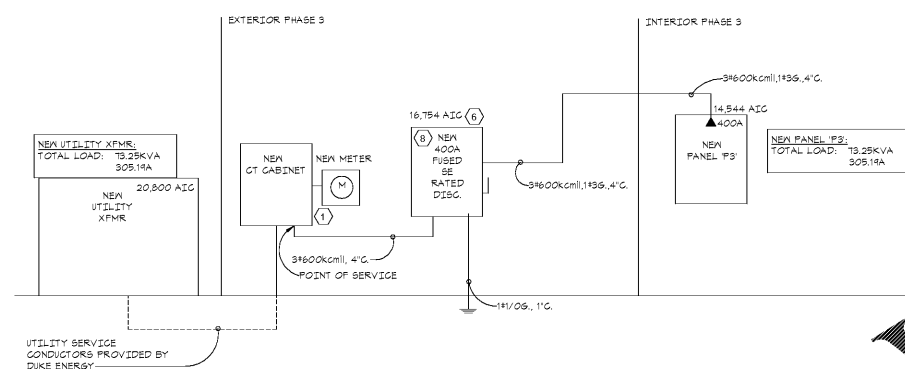 EXTERIOR PHASE 3
INTERIOR PHASE 3
3#600kcmil,1#3G.,4"C.
14,544 AIC
400A
NEW
PANEL 'P3'
NEW PANEL 'P3':
TOTAL LOAD: 73.25KVA
305.19A
16,754 AIC 6
8 NEW
400A
FUSED
SE
RATED
DISC.
3#600kcmil,1#3G.,4"C.
NEW UTILITY XFMR:
TOTAL LOAD: 73.25KVA
305.19A
20,800 AIC
NEW
UTILITY
XFMR
NEW
CT CABINET
NEW METER
M
1
3#600kcmil, 4"C.
POINT OF SERVICE
1#1/0G., 1"C.
UTILITY SERVICE
CONDUCTORS PROVIDED BY
DUKE ENERGY